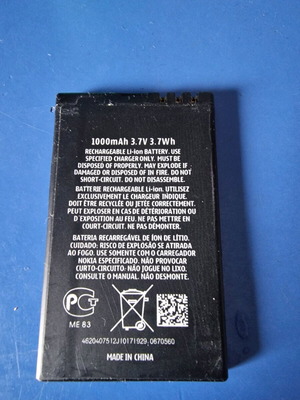 1000mAh 3.7V 3.7Wh
RECHARGEABLE Li-Ion BATTERY. USE
SPECIFIED CHARGER ONLY. MUST BE
DISPOSED OF PROPERLY. MAY EXPLODE IF
DAMAGED OR DISPOSED OF IN FIRE. DO NOT
SHORT-CIRCUIT. DO NOT DISASSEMBLE.
BATTERIE RECHARGEABLE Li-ion. UTILISEZ
EXCLUSIVEMENT LE CHARGEUR INDIQUE.
DOIT ÊTRE RECYCLÉE OU JETÉE CORRECTEMENT.
PEUT EXPLOSER EN CAS DE DÉTÉRIORATION OU
D'EXPOSITION AU FEU. NE PAS METTRE EN
COURT-CIRCUIT. NE PAS DÉMONTER.
BATERIA RECARREGÁVEL DE ÍON DE LÍTIO.
CUIDADO: RISCO DE EXPLOSÃO SE ATIRADA
AO FOGO. USE SOMENTE COM O CARREGADOR
NOKIA ESPECIFICADO. NÃO PROVOCAR
CURTO-CIRCUITO. NÃO JOGUE NO LIXO.
CONSULTE O MANUAL. NÃO DESMONTE.
ME 83
4620407512J10171929, 0670560
MADE IN CHINA